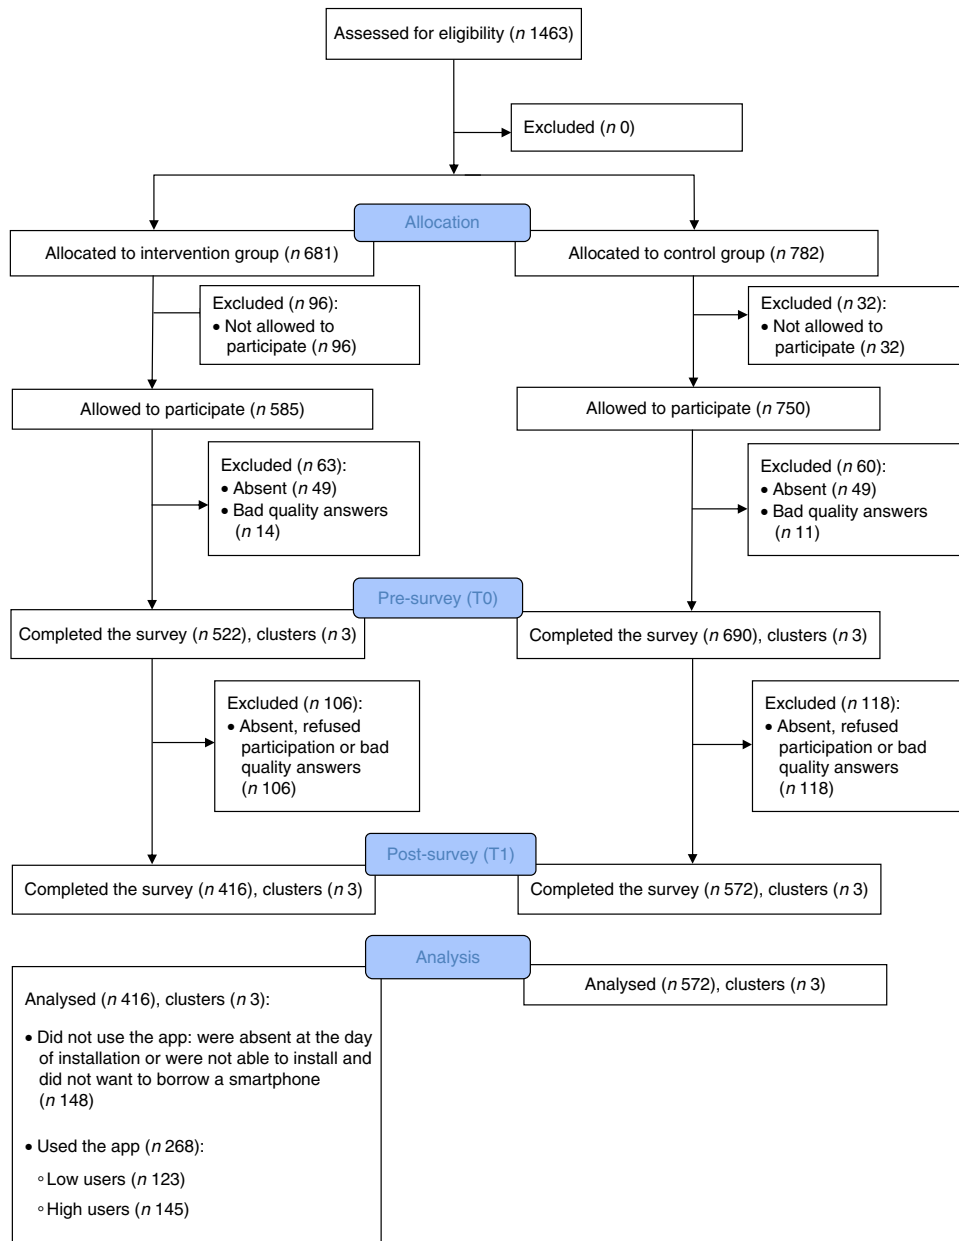 Assessed for eligibility (n 1463)
Excluded (n 0)
Allocation
Allocated to intervention group (n 681)
Allocated to control group (n 782)
Excluded (n 96):
• Not allowed to
participate (n 96)
Excluded (n 32):
• Not allowed to
participate (n 32)
Allowed to participate (n 585)
Allowed to participate (n 750)
Excluded (n 63):
• Absent (n 49)
• Bad quality answers
(n 14)
Excluded (n 60):
• Absent (n 49)
• Bad quality answers
(n 11)
Pre-survey (T0)
Completed the survey (n 522), clusters (n 3)
Completed the survey (n 690), clusters (n 3)
Excluded (n 106):
• Absent, refused
participation or bad
quality answers
(n 106)
Excluded (n 118):
• Absent, refused
participation or bad
quality answers
(n 118)
Post-survey (T1)
Completed the survey (n 416), clusters (n 3)
Completed the survey (n 572), clusters (n 3)
Analysis
Analysed (n 416), clusters (n 3):
• Did not use the app: were absent at the day
of installation or were not able to install and
did not want to borrow a smartphone
(n 148)
• Used the app (n 268):
◦ Low users (n 123)
◦ High users (n 145)
Analysed (n 572), clusters (n 3)